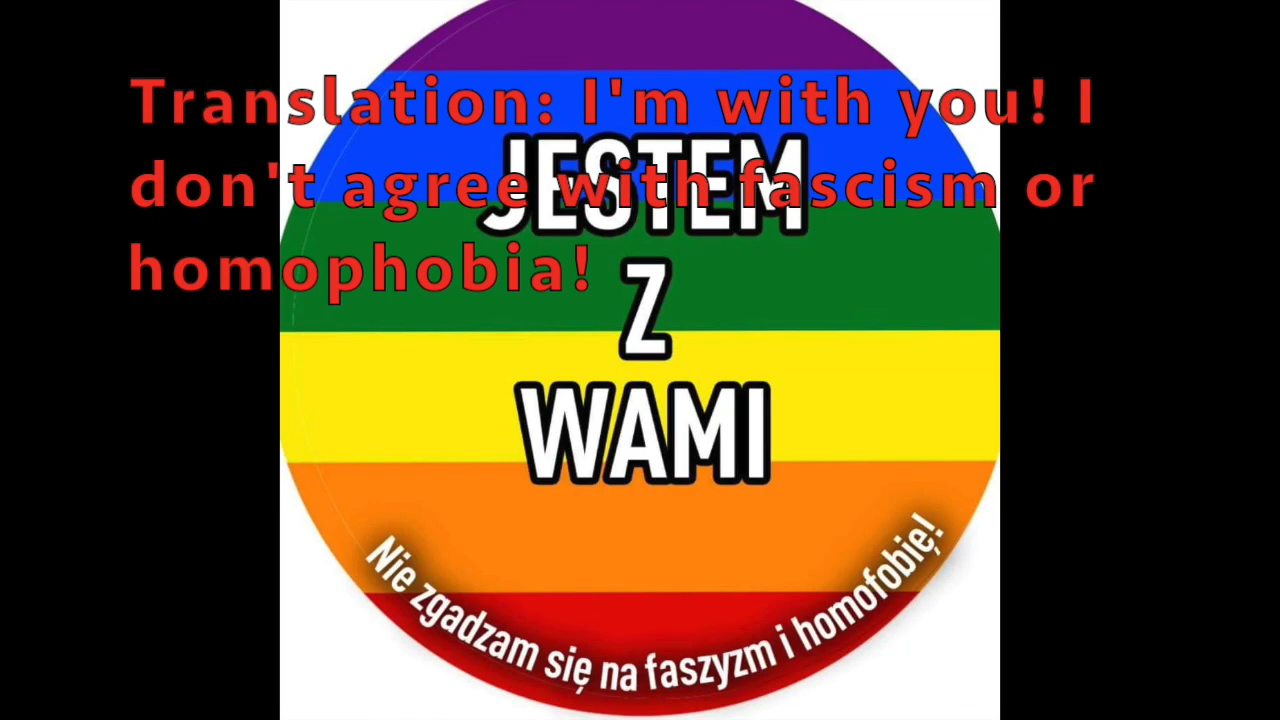 Translation: I'm with you! I
don't agree with fascism or
homophobia!
JESTEM
Z
WAMI
Nie zgadzam się na faszyzm i homofobię!